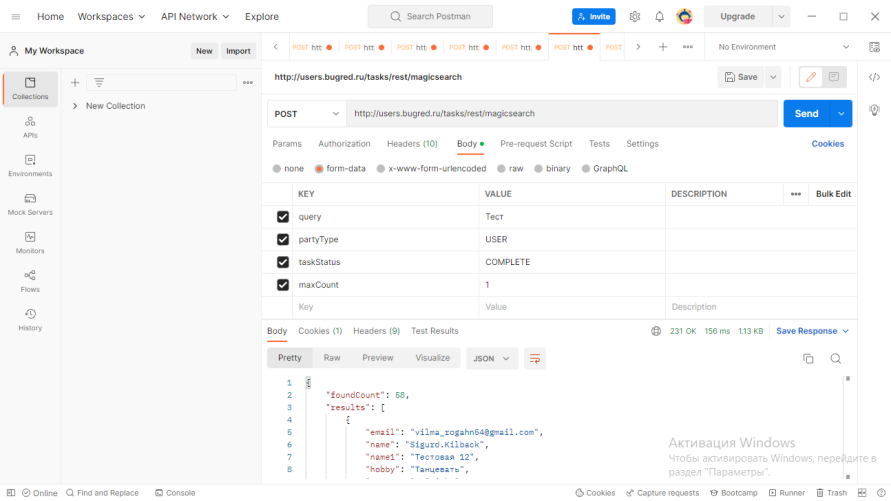 Home Workspaces API Network Explore Search Postman Invite Upgrade
My Workspace New Import POST htt POST htt POST htt POST htt POST htt POST htt POST No Environment
http://users.bugred.ru/tasks/rest/magicsearch Save
Collections New Collection
APIs
Environments
Mock Servers
Monitors
Flows
History
POST http://users.bugred.ru/tasks/rest/magicsearch Send
Params Authorization Headers (10) Body Pre-request Script Tests Settings Cookies
none form-data x-www-form-urlencoded raw binary GraphQL
KEY VALUE DESCRIPTION Bulk Edit
query Тест
partyType USER
taskStatus COMPLETE
maxCount 1
Key Value Description
Body Cookies (1) Headers (9) Test Results 231 OK 156 ms 1.13 KB Save Response
Pretty Raw Preview Visualize JSON
1 {
2 "foundCount": 58,
3 "results": [
4 {
5 "email": "vilma_rogahn54@gmail.com",
6 "name": "Sigurd.Kilback",
7 "name1": "Тестовая 12",
8 "hobby": "Танцевать",
Активация Windows
Чтобы активировать Windows, перейдите в
раздел "Параметры".
Online Find and Replace Console Cookies Capture requests Bootcamp Runner Trash